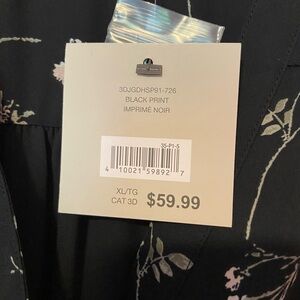 3DJGDHSP91-726
BLACK PRINT
IMPRIMÉ NOIR
35-P1-5
4 10021 59892 7
XL/TG
CAT 3D $59.99